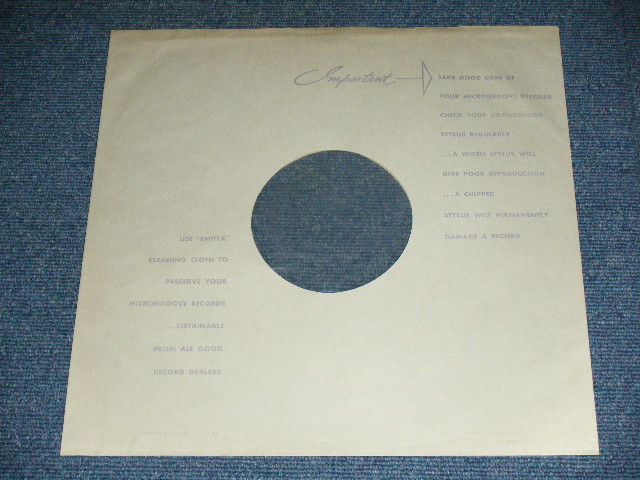 Important
TAKE GOOD CARE OF
YOUR MICROGROOVE RECORDS
CHECK YOUR GRAMOPHONE
STYLUS REGULARLY
...A WORN STYLUS WILL
GIVE POOR REPRODUCTION
...A CHIPPED
STYLUS WILL PERMANENTLY
DAMAGE A RECORD
USE "EMITEX"
CLEANING CLOTH TO
PRESERVE YOUR
MICROGROOVE RECORDS
...OBTAINABLE
FROM ALL GOOD
RECORD DEALERS